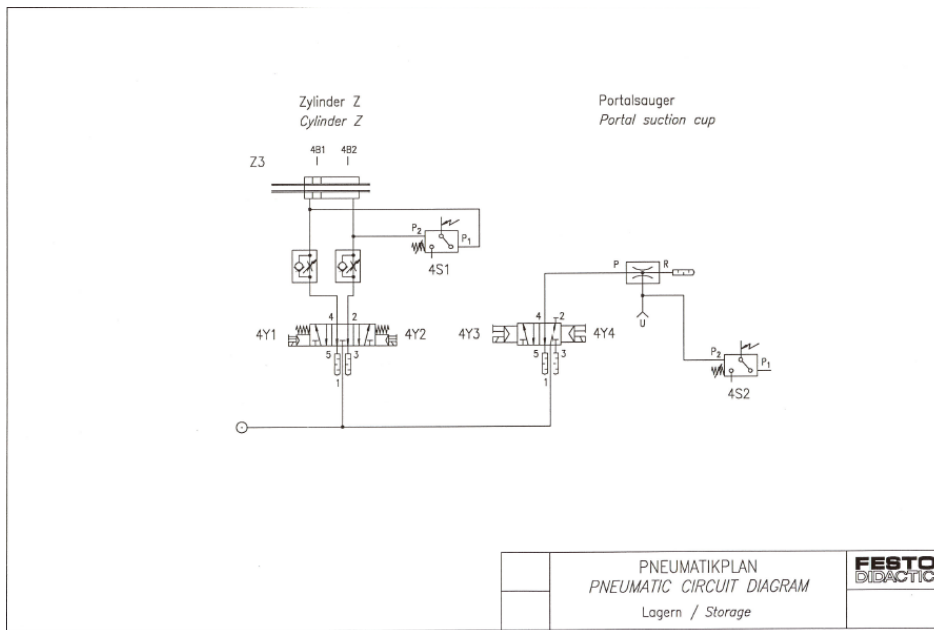 Zylinder Z
Cylinder Z
Portalsauger
Portal suction cup
4B1 4B2
Z3
P2 P1
4S1
P R
U
4Y1 4 2 4Y2
5 3
1
4Y3 4 2 4Y4
5 3
1
P2 P1
4S2
PNEUMATIKPLAN
PNEUMATIC CIRCUIT DIAGRAM
Lagern / Storage
FESTO
DIDACTIC